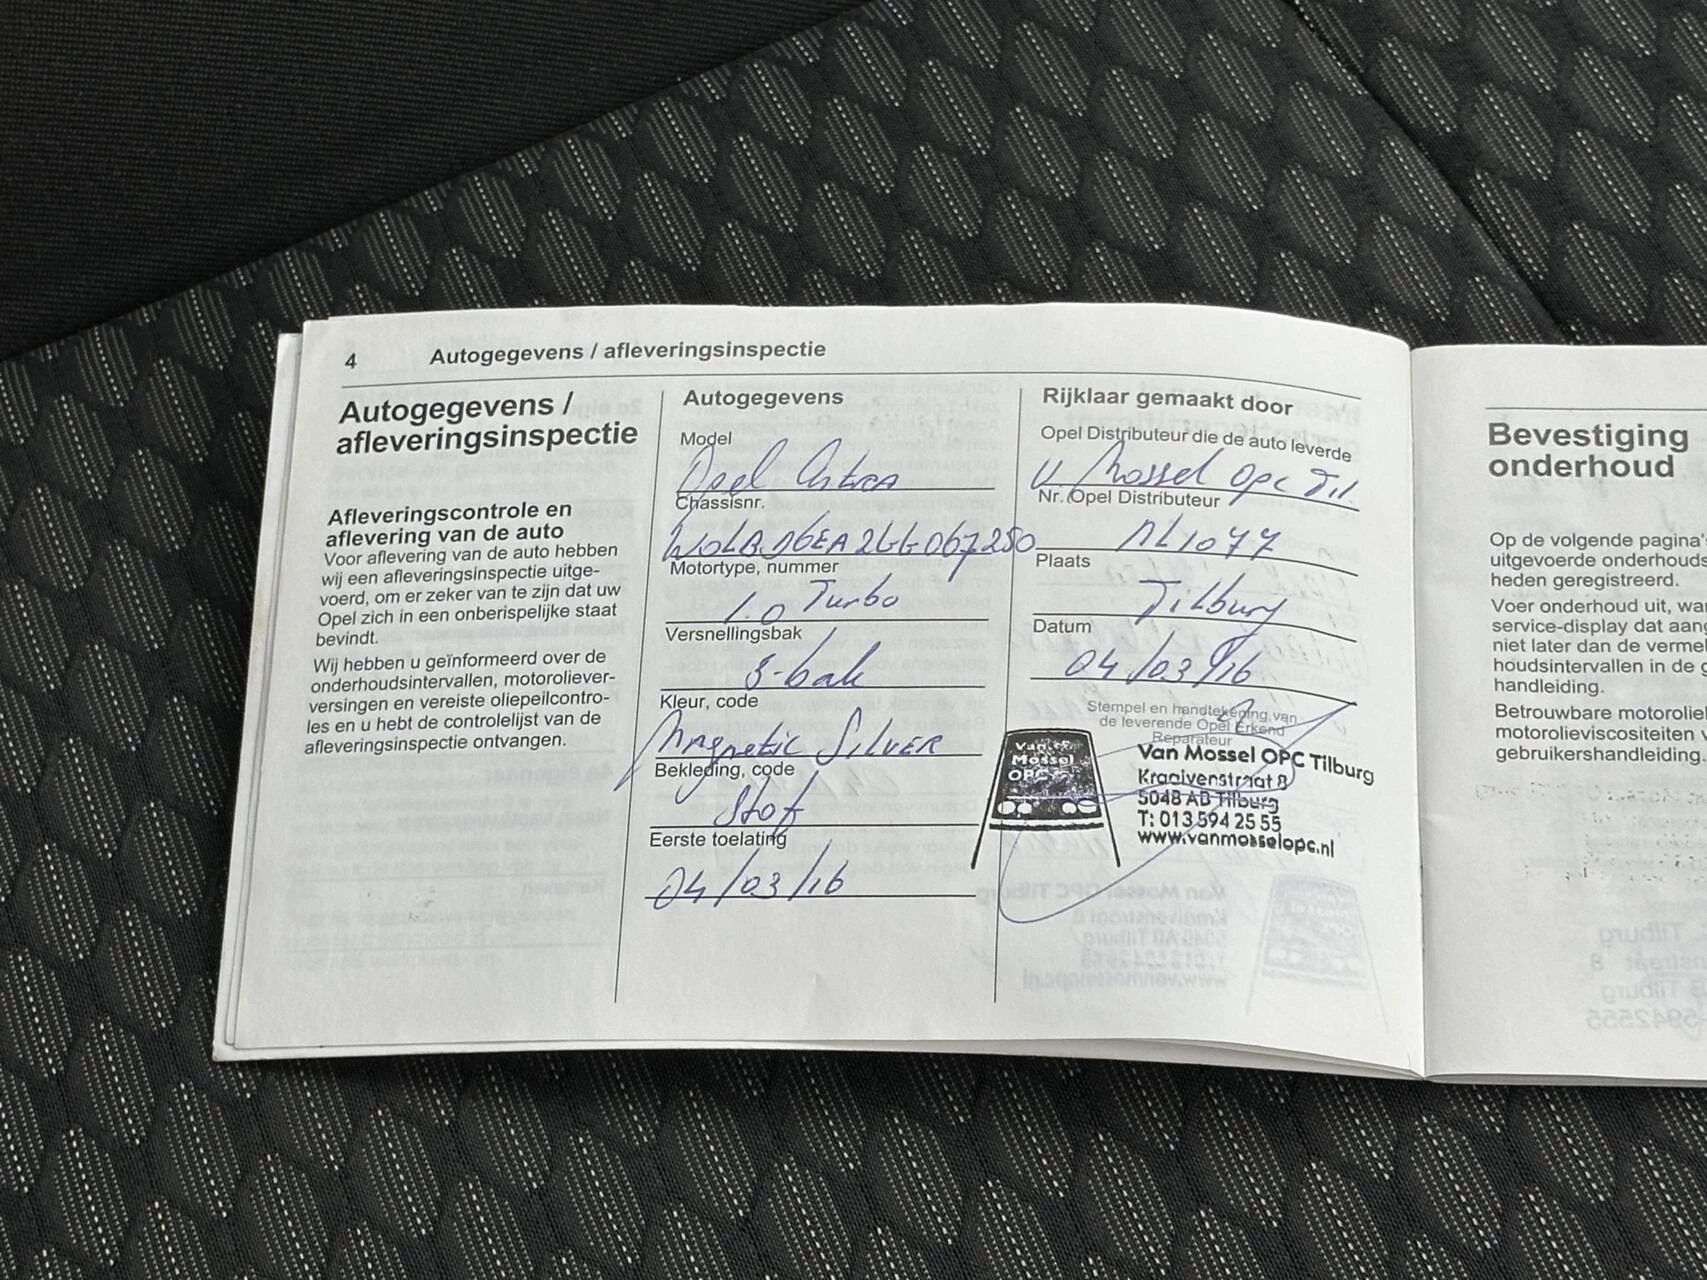 4
Autogegevens / afleveringsinspectie
Autogegevens /
afleveringsinspectie
Afleveringscontrole en
aflevering van de auto
Voor aflevering van de auto hebben
wij een afleveringsinspectie uitge-
voerd, om er zeker van te zijn dat uw
Opel zich in een onberispelijke staat
bevindt.
Wij hebben u geïnformeerd over de
onderhoudsintervallen, motoroliever-
versingen en vereiste oliepeilcontro-
les en u hebt de controlelijst van de
afleveringsinspectie ontvangen.
Autogegevens
Model
Opel Astra
Chassisnr.
Motortype, nummer
1.0 Turbo
Versnellingsbak
5-bak
Kleur, code
Magnetic Silver
Bekleding, code
Stof
Eerste toelating
04/03/16
Rijklaar gemaakt door
Opel Distributeur die de auto leverde
v Mossel OPC Til.
Nr. Opel Distributeur
NL1077
Plaats
Tilburg
Datum
04/03/16
Stempel en handtekening van
de leverende Opel Erkend
Reparateur
Van
Mossel
OPC
Van Mossel OPC Tilburg
Kraaivenstraat 8
5048 AB Tilburg
T: 013 594 25 55
www.vanmosselopc.nl
Bevestiging
onderhoud
Op de volgende pagina's
uitgevoerde onderhouds
heden geregistreerd.
Voer onderhoud uit, wan
service-display dat aang
niet later dan de vermel
houdsintervallen in de g
handleiding.
Betrouwbare motoroliel
motorolieviscositeiten v
gebruikershandleiding.